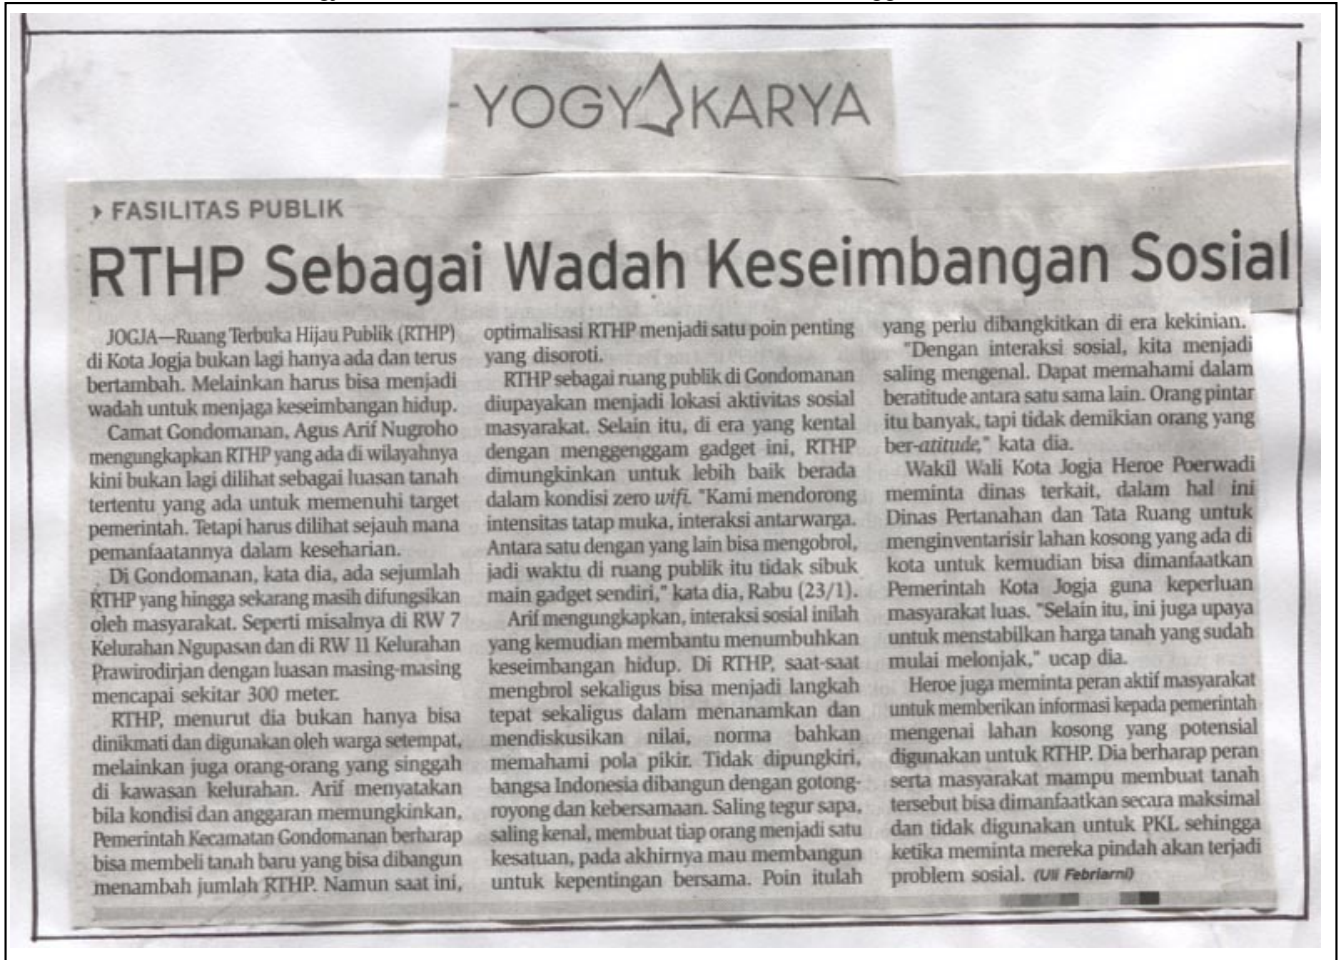 YOGYAKARYA
FASILITAS PUBLIK
RTHP Sebagai Wadah Keseimbangan Sosial
JOGJA—Ruang Terbuka Hijau Publik (RTHP)
di Kota Jogja bukan lagi hanya ada dan terus
bertambah. Melainkan harus bisa menjadi
wadah untuk menjaga keseimbangan hidup.
Camat Gondomanan, Agus Arif Nugroho
mengungkapkan RTHP yang ada di wilayahnya
kini bukan lagi dilihat sebagai luasan tanah
tertentu yang ada untuk memenuhi target
pemerintah. Tetapi harus dilihat sejauh mana
pemanfaatannya dalam keseharian.
Di Gondomanan, kata dia, ada sejumlah
RTHP yang hingga sekarang masih difungsikan
oleh masyarakat. Seperti misalnya di RW 7
Kelurahan Ngupasan dan di RW 11 Kelurahan
Prawirodirjan dengan luasan masing-masing
mencapai sekitar 300 meter.
RTHP, menurut dia bukan hanya bisa
dinikmati dan digunakan oleh warga setempat,
melainkan juga orang-orang yang singgah
di kawasan kelurahan. Arif menyatakan
bila kondisi dan anggaran memungkinkan,
Pemerintah Kecamatan Gondomanan berharap
bisa membeli tanah baru yang bisa dibangun
menambah jumlah RTHP. Namun saat ini,
optimalisasi RTHP menjadi satu poin penting
yang disoroti.
RTHP sebagai ruang publik di Gondomanan
diupayakan menjadi lokasi aktivitas sosial
masyarakat. Selain itu, di era yang kental
dengan menggenggam gadget ini, RTHP
dimungkinkan untuk lebih baik berada
dalam kondisi zero wifi. "Kami mendorong
intensitas tatap muka, interaksi antarwarga.
Antara satu dengan yang lain bisa mengobrol,
jadi waktu di ruang publik itu tidak sibuk
main gadget sendiri," kata dia, Rabu (23/1).
Arif mengungkapkan, interaksi sosial inilah
yang kemudian membantu menumbuhkan
keseimbangan hidup. Di RTHP, saat-saat
mengbrol sekaligus bisa menjadi langkah
tepat sekaligus dalam menanamkan dan
mendiskusikan nilai, norma bahkan
memahami pola pikir. Tidak dipungkiri,
bangsa Indonesia dibangun dengan gotong-
royong dan kebersamaan. Saling tegur sapa,
saling kenal, membuat tiap orang menjadi satu
kesatuan, pada akhirnya mau membangun
untuk kepentingan bersama. Poin itulah
yang perlu dibangkitkan di era kekinian.
"Dengan interaksi sosial, kita menjadi
saling mengenal. Dapat memahami dalam
beratitude antara satu sama lain. Orang pintar
itu banyak, tapi tidak demikian orang yang
ber-atitude," kata dia.
Wakil Wali Kota Jogja Heroe Poerwadi
meminta dinas terkait, dalam hal ini
Dinas Pertanahan dan Tata Ruang untuk
menginventarisir lahan kosong yang ada di
kota untuk kemudian bisa dimanfaatkan
Pemerintah Kota Jogja guna keperluan
masyarakat luas. "Selain itu, ini juga upaya
untuk menstabilkan harga tanah yang sudah
mulai melonjak," ucap dia.
Heroe juga meminta peran aktif masyarakat
untuk memberikan informasi kepada pemerintah
mengenai lahan kosong yang potensial
digunakan untuk RTHP. Dia berharap peran
serta masyarakat mampu membuat tanah
tersebut bisa dimanfaatkan secara maksimal
dan tidak digunakan untuk PKL sehingga
ketika meminta mereka pindah akan terjadi
problem sosial. (Uli Febriarni)